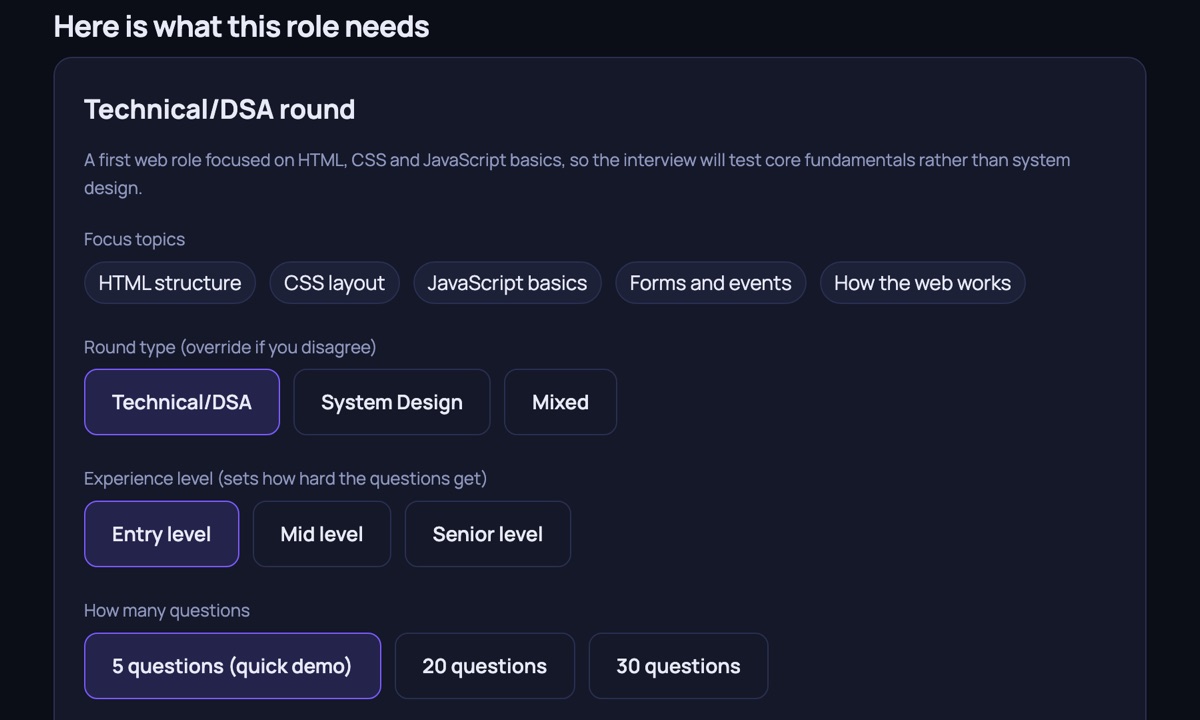 Here is what this role needs
Technical/DSA round
A first web role focused on HTML, CSS and JavaScript basics, so the interview will test core fundamentals rather than system
design.
Focus topics
HTML structure
CSS layout
JavaScript basics
Forms and events
How the web works
Round type (override if you disagree)
Technical/DSA
System Design
Mixed
Experience level (sets how hard the questions get)
Entry level
Mid level
Senior level
How many questions
5 questions (quick demo)
20 questions
30 questions